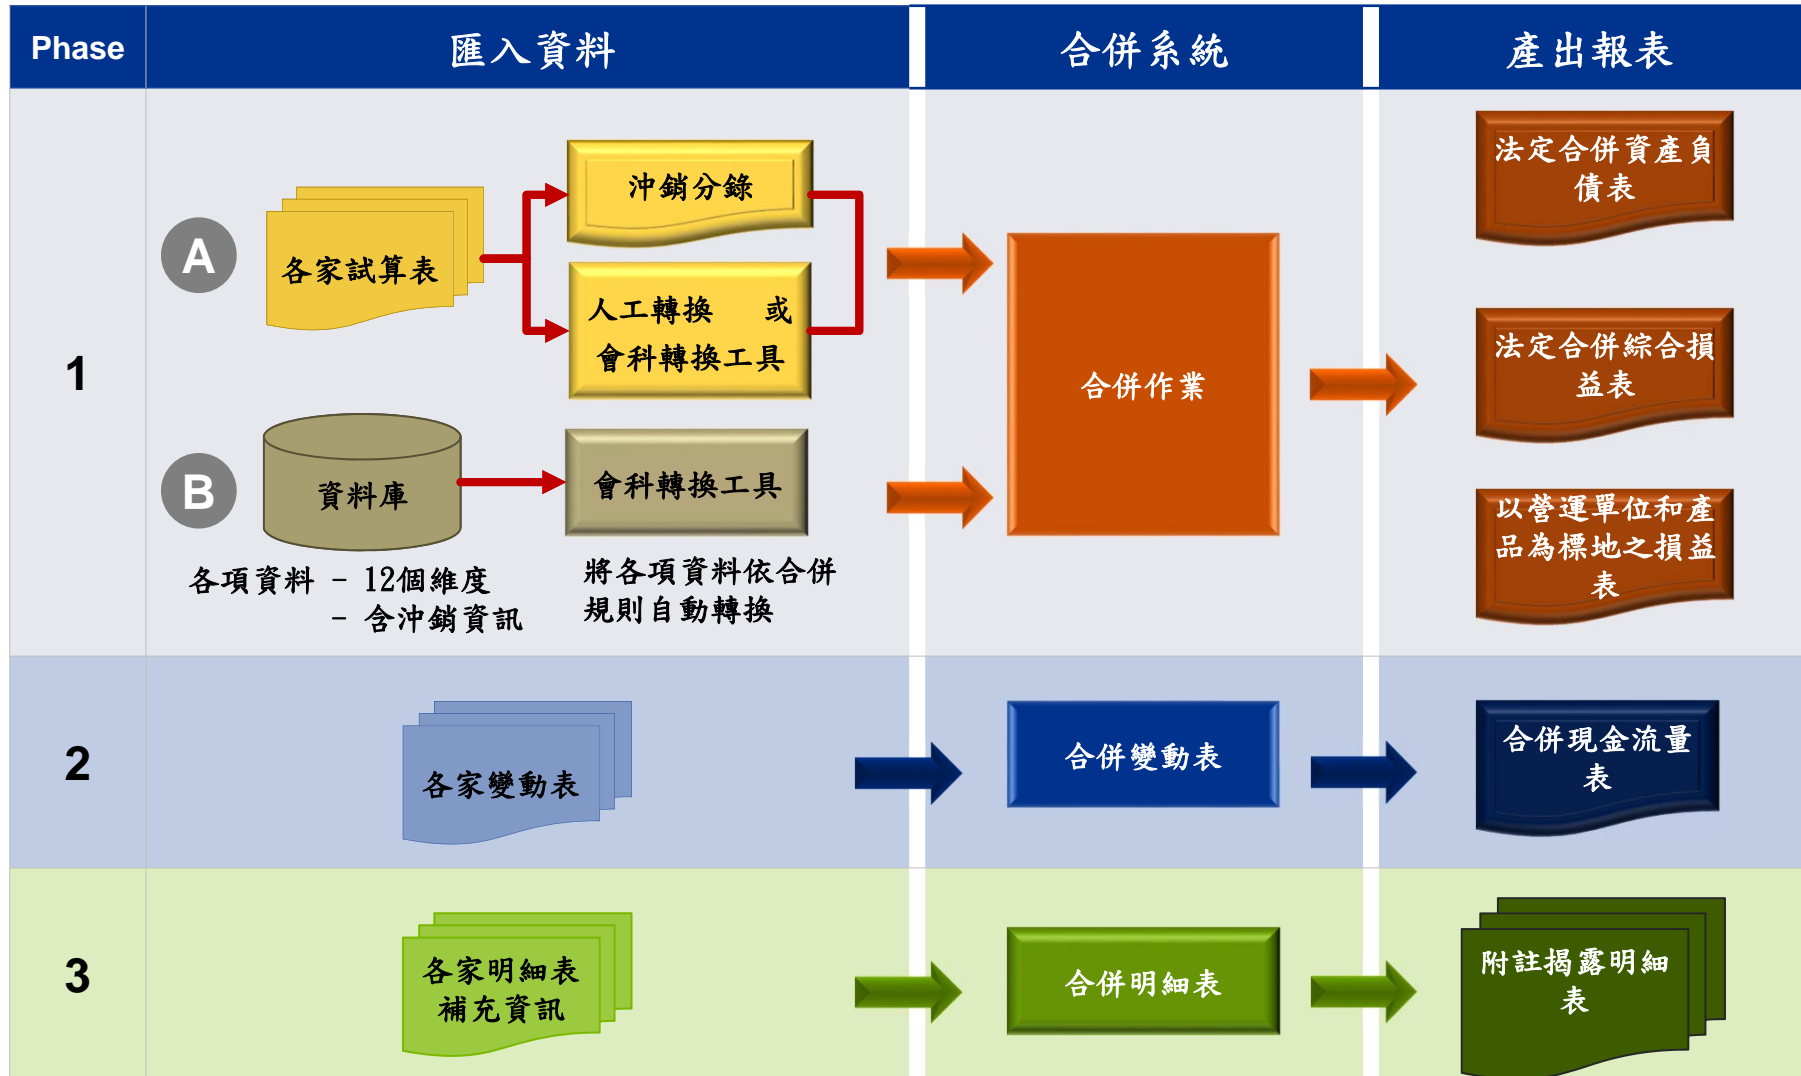 Phase
匯入資料
合併系統
產出報表
1
A
各家試算表
沖銷分錄
人工轉換 或
會科轉換工具
B
資料庫
會科轉換工具
各項資料 - 12個維度
- 含沖銷資訊
將各項資料依合併
規則自動轉換
合併作業
法定合併資產負
債表
法定合併綜合損
益表
以營運單位和產
品為標地之損益
表
2
各家變動表
合併變動表
合併現金流量
表
3
各家明細表
補充資訊
合併明細表
附註揭露明細
表